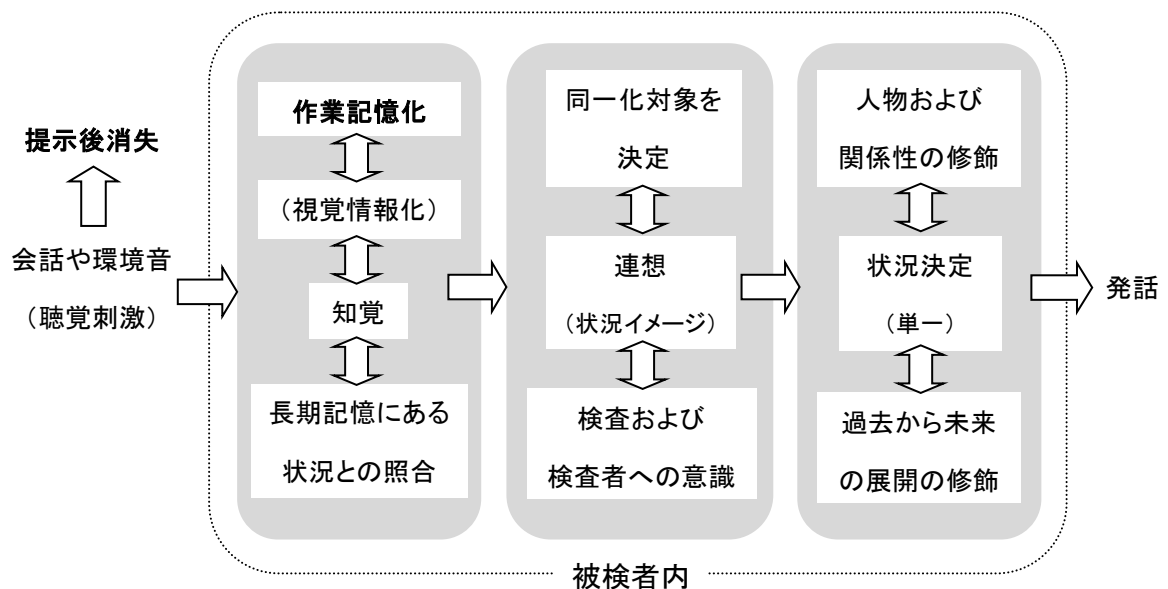 提示後消失
会話や環境音
（聴覚刺激）
作業記憶化
（視覚情報化）
知覚
長期記憶にある
状況との照合
同一化対象を
決定
連想
（状況イメージ）
検査および
検査者への意識
人物および
関係性の修飾
状況決定
（単一）
過去から未来
の展開の修飾
発話
被検者内